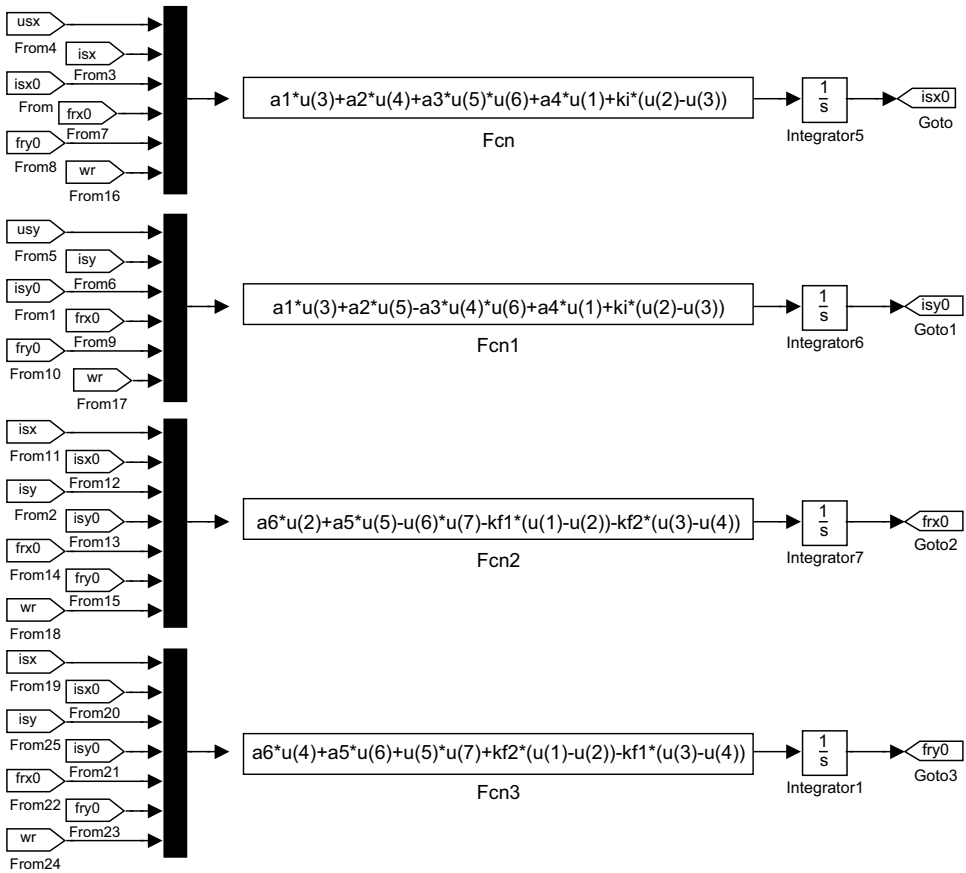 usx
From4
isx
From3
isx0
From
frx0
From7
fry0
From8
wr
From16
a1*u(3)+a2*u(4)+a3*u(5)*u(6)+a4*u(1)+ki*(u(2)-u(3))
Fcn
1
s
Integrator5
isx0
Goto
usy
From5
isy
From6
isy0
From1
frx0
From9
fry0
From10
wr
From17
a1*u(3)+a2*u(5)-a3*u(4)*u(6)+a4*u(1)+ki*(u(2)-u(3))
Fcn1
1
s
Integrator6
isy0
Goto1
isx
From11
isx0
From12
isy
From2
isy0
From13
frx0
From14
fry0
From15
wr
From18
a6*u(2)+a5*u(5)-u(6)*u(7)-kf1*(u(1)-u(2))-kf2*(u(3)-u(4))
Fcn2
1
s
Integrator7
frx0
Goto2
isx
From19
isx0
From20
isy
From25
isy0
From21
frx0
From22
fry0
From23
wr
From24
a6*u(4)+a5*u(6)+u(5)*u(7)+kf2*(u(1)-u(2))-kf1*(u(3)-u(4))
Fcn3
1
s
Integrator1
fry0
Goto3